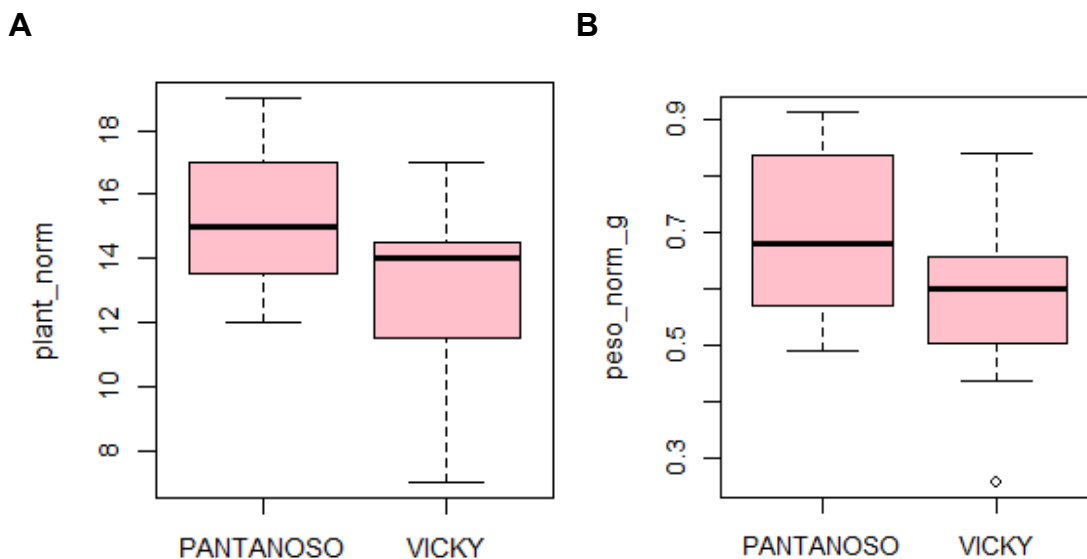 A
plant_norm
18
16
14
12
10
8
PANTANOSO VICKY
B
peso_norm_g
0.9
0.7
0.5
0.3
PANTANOSO VICKY